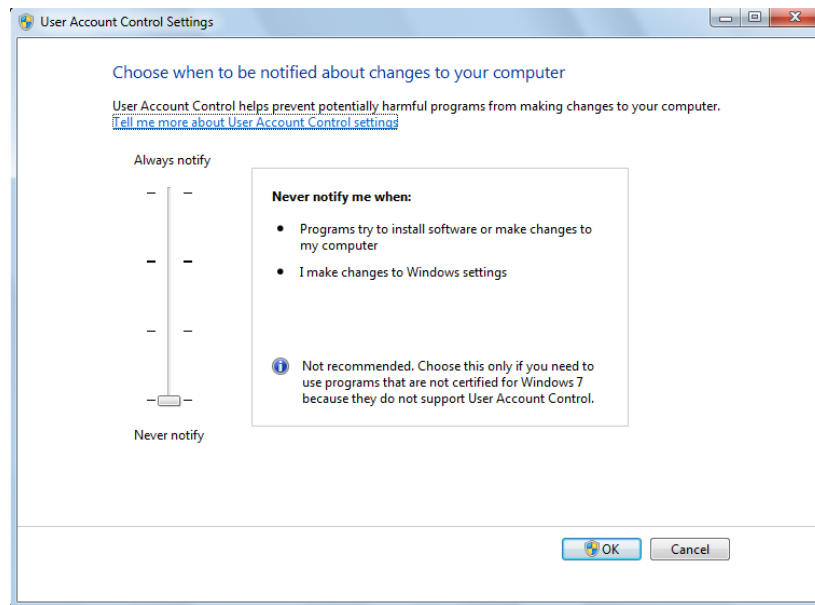 User Account Control Settings
Choose when to be notified about changes to your computer
User Account Control helps prevent potentially harmful programs from making changes to your computer.
Tell me more about User Account Control settings
Always notify
Never notify me when:
• Programs try to install software or make changes to
my computer
• I make changes to Windows settings
Not recommended. Choose this only if you need to
use programs that are not certified for Windows 7
because they do not support User Account Control.
Never notify
OK
Cancel